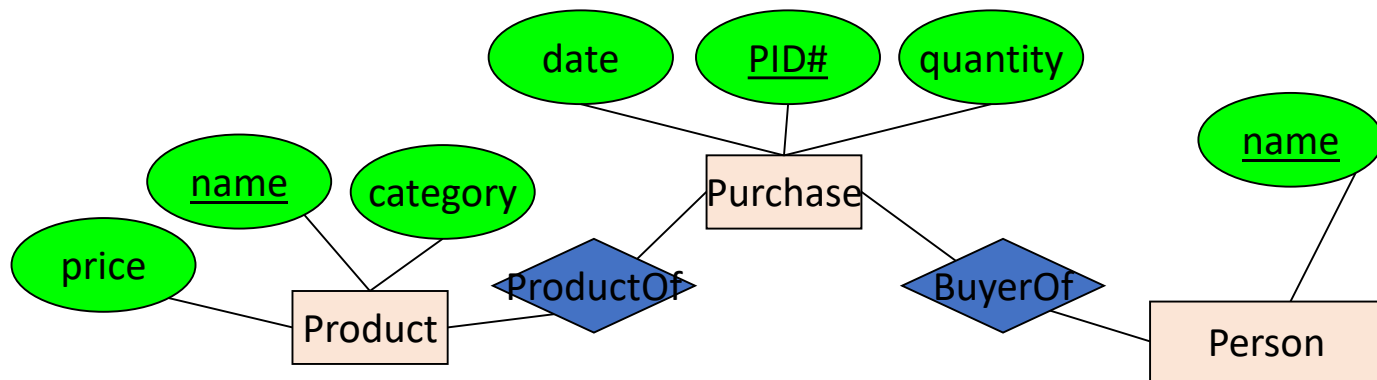 date
PID#
quantity
name
name
category
Purchase
price
ProductOf
BuyerOf
Product
Person